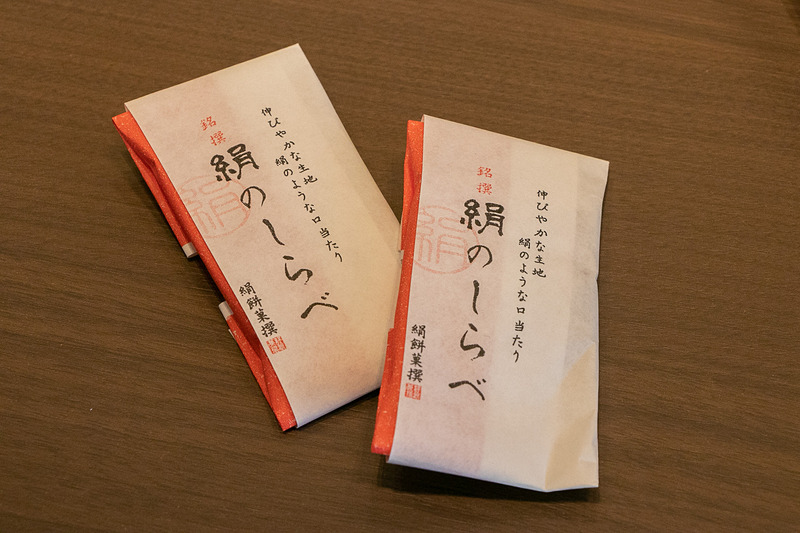 伸びやかな生地
絹のような口当たり
銘撰
絹のしらべ
絹
絹餅菓撰
伸びやかな生地
絹のような口当たり
銘撰
絹のしらべ
絹
絹餅菓撰